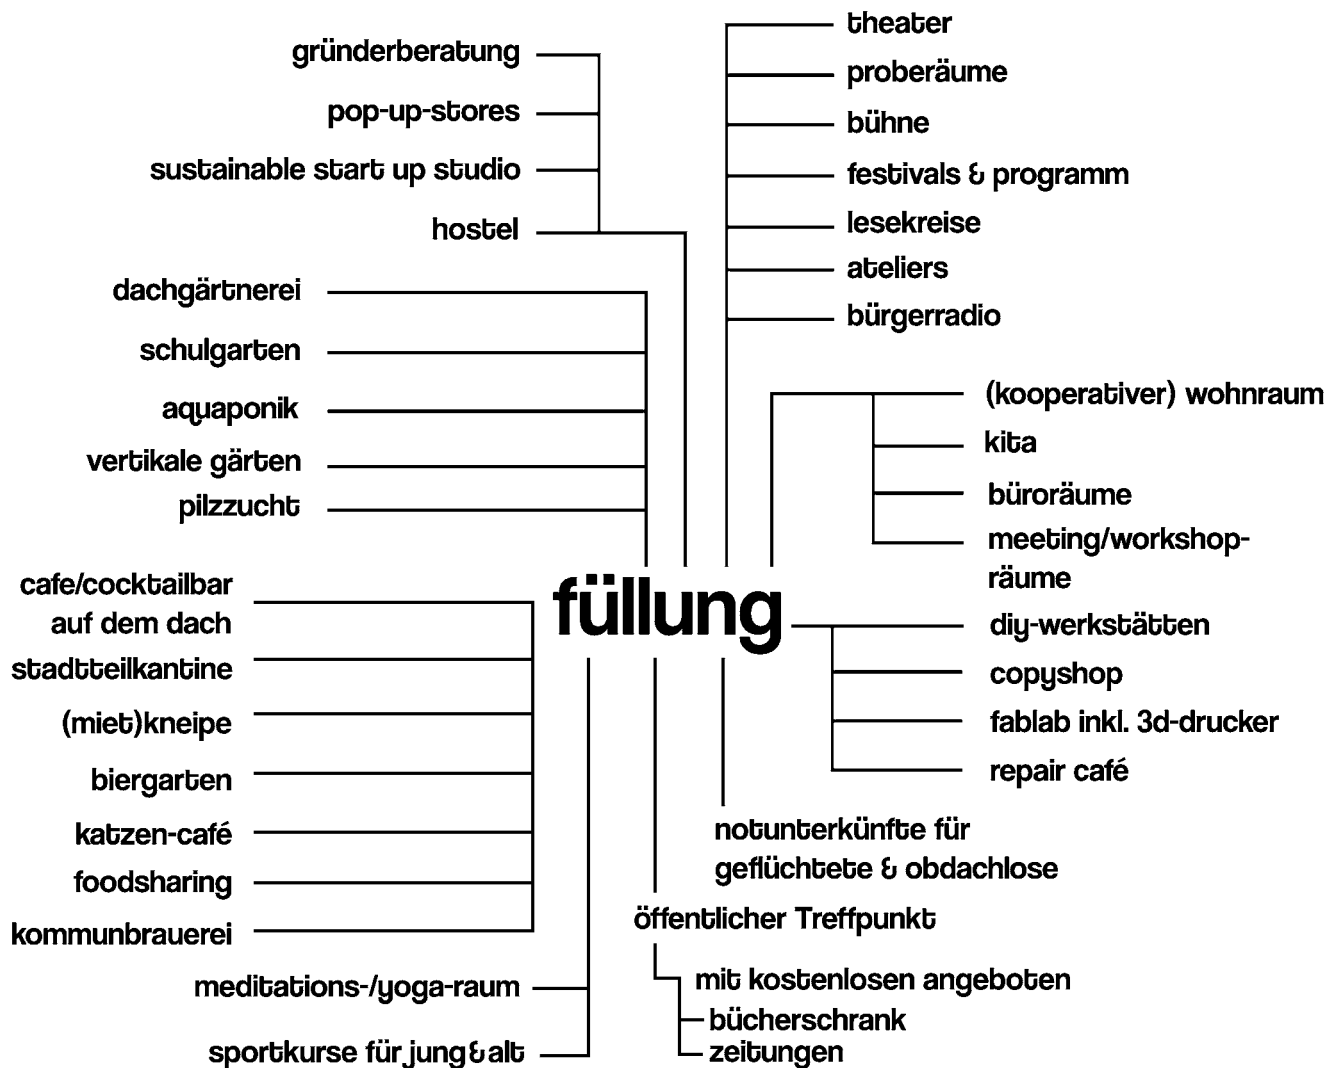 gründerberatung
pop-up-stores
sustainable start up studio
hostel
dachgärtnerei
schulgarten
aquaponik
vertikale gärten
pilzzucht
theater
proberäume
bühne
festivals & programm
lesekreise
ateliers
bürgerradio
(kooperativer) wohnraum
kita
büroräume
meeting/workshop-
räume
füllung
cafe/cocktailbar
auf dem dach
stadtteilkantine
(miet)kneipe
biergarten
katzen-café
foodsharing
kommunbrauerei
diy-werkstätten
copyshop
fablab inkl. 3d-drucker
repair café
notunterkünfte für
geflüchtete & obdachlose
öffentlicher Treffpunkt
mit kostenlosen angeboten
bücherschrank
zeitungen
meditations-/yoga-raum
sportkurse für jung&alt